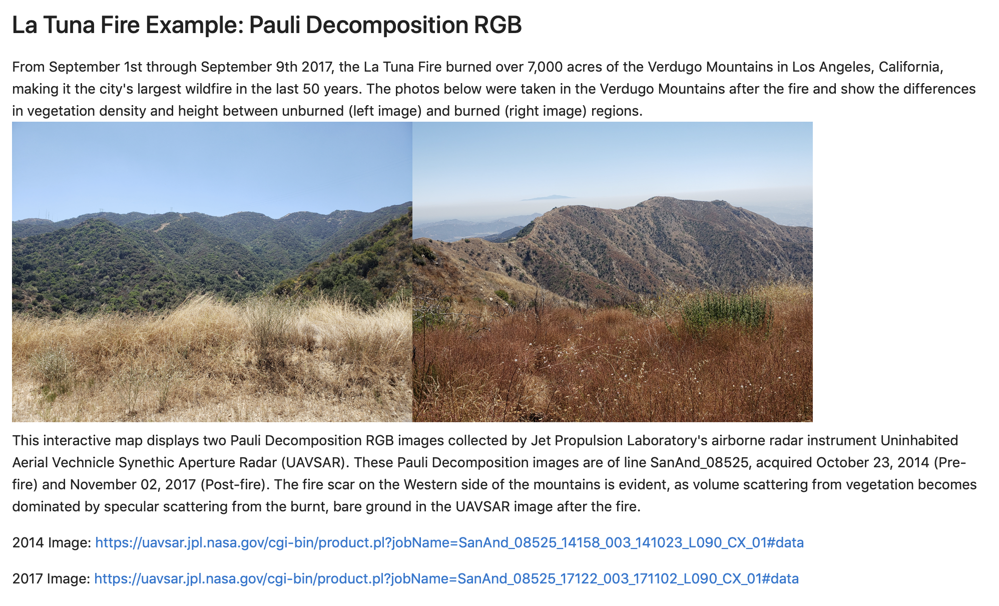 La Tuna Fire Example: Pauli Decomposition RGB
From September 1st through September 9th 2017, the La Tuna Fire burned over 7,000 acres of the Verdugo Mountains in Los Angeles, California,
making it the city's largest wildfire in the last 50 years. The photos below were taken in the Verdugo Mountains after the fire and show the differences
in vegetation density and height between unburned (left image) and burned (right image) regions.
This interactive map displays two Pauli Decomposition RGB images collected by Jet Propulsion Laboratory's airborne radar instrument Uninhabited
Aerial Vechnicle Synethic Aperture Radar (UAVSAR). These Pauli Decomposition images are of line SanAnd_08525, acquired October 23, 2014 (Pre-
fire) and November 02, 2017 (Post-fire). The fire scar on the Western side of the mountains is evident, as volume scattering from vegetation becomes
dominated by specular scattering from the burnt, bare ground in the UAVSAR image after the fire.
2014 Image: https://uavsar.jpl.nasa.gov/cgi-bin/product.pl?jobName=SanAnd_08525_14158_003_141023_L090_CX_01#data
2017 Image: https://uavsar.jpl.nasa.gov/cgi-bin/product.pl?jobName=SanAnd_08525_17122_003_171102_L090_CX_01#data